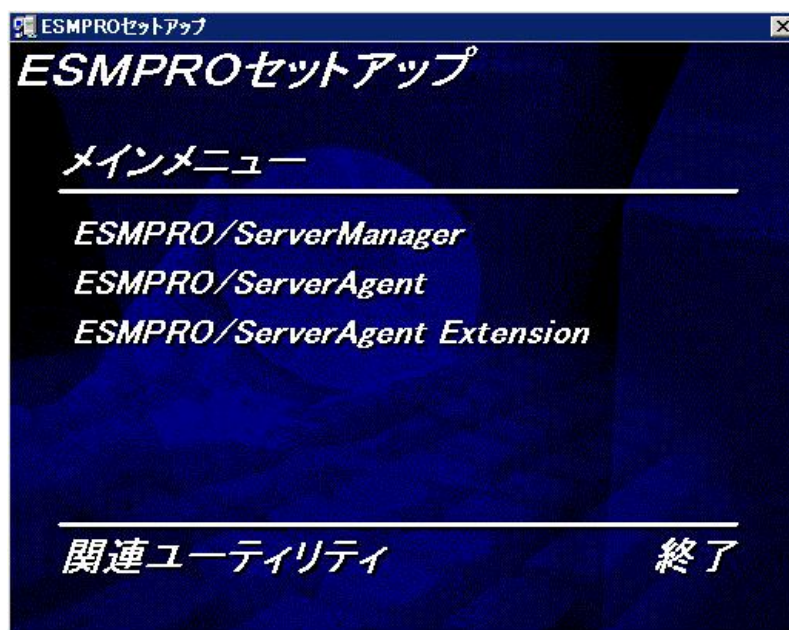 ESMPROセットアップ
ESMPROセットアップ
メインメニュー
ESMPRO/ServerManager
ESMPRO/ServerAgent
ESMPRO/ServerAgent Extension
関連ユーティリティ 終了